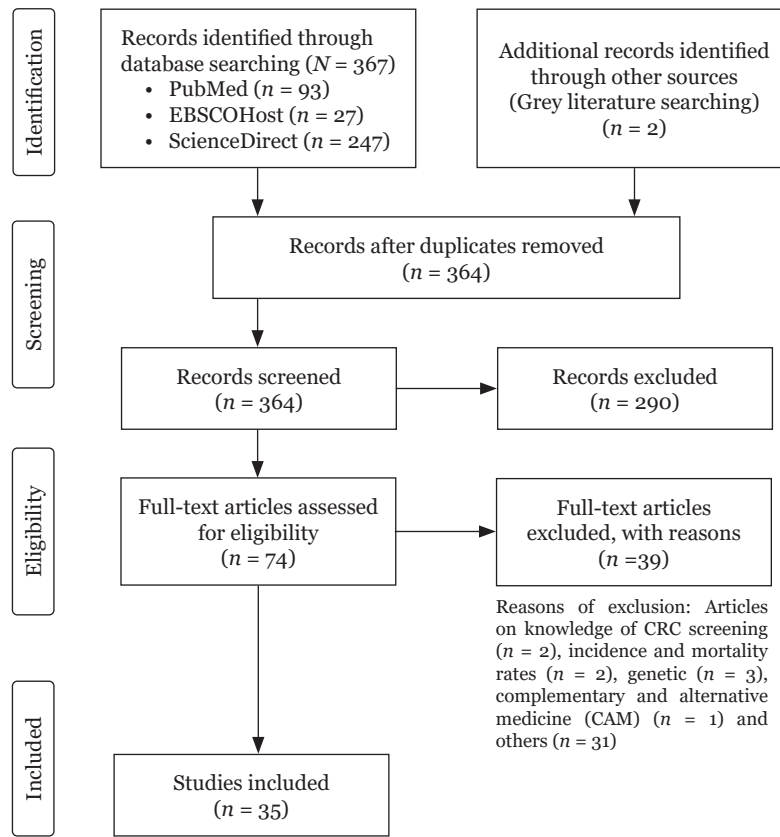 Identification
Records identified through
database searching (N = 367)
• PubMed (n = 93)
• EBSCOHost (n = 27)
• ScienceDirect (n = 247)
Additional records identified
through other sources
(Grey literature searching)
(n = 2)
Screening
Records after duplicates removed
(n = 364)
Records screened
(n = 364)
Records excluded
(n = 290)
Eligibility
Full-text articles assessed
for eligibility
(n = 74)
Full-text articles
excluded, with reasons
(n =39)
Reasons of exclusion: Articles
on knowledge of CRC screening
(n = 2), incidence and mortality
rates (n = 2), genetic (n = 3),
complementary and alternative
medicine (CAM) (n = 1) and
others (n = 31)
Included
Studies included
(n = 35)